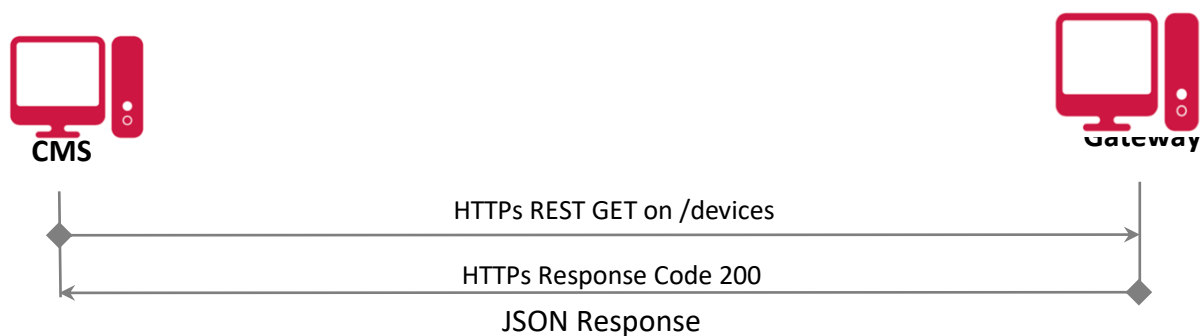 CMS
Gateway
HTTPs REST GET on /devices
HTTPs Response Code 200
JSON Response